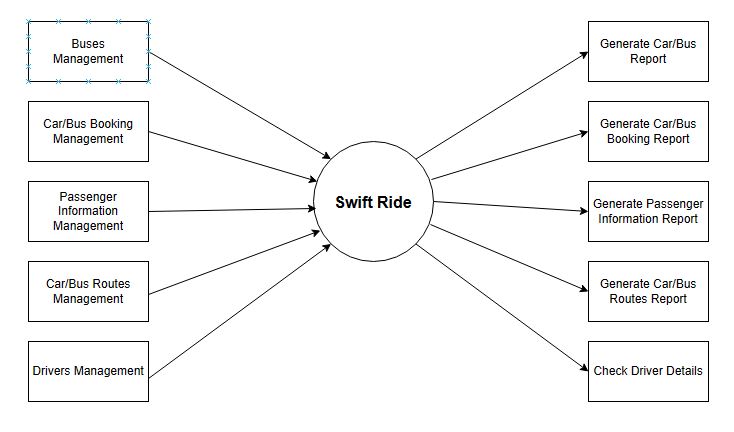 Buses
Management
Car/Bus Booking
Management
Passenger
Information
Management
Car/Bus Routes
Management
Drivers Management
Swift Ride
Generate Car/Bus
Report
Generate Car/Bus
Booking Report
Generate Passenger
Information Report
Generate Car/Bus
Routes Report
Check Driver Details